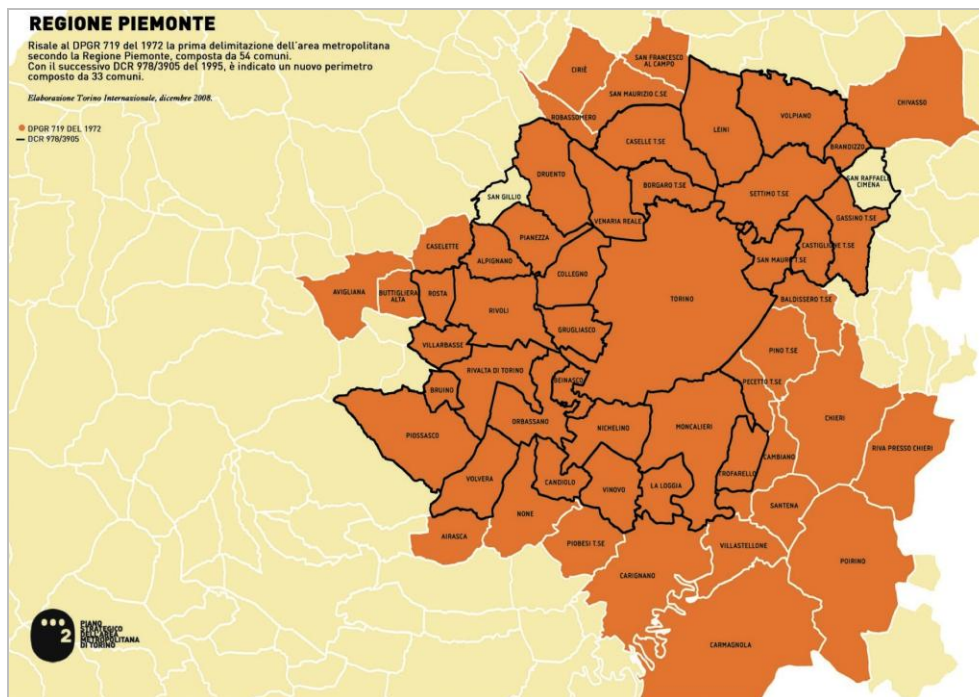 REGIONE PIEMONTE
Risale al DPGR 719 del 1972 la prima delimitazione dell'area metropolitana
secondo la Regione Piemonte, composta da 54 comuni.
Con il successivo DCR 978/3905 del 1995, è indicato un nuovo perimetro
composto da 33 comuni.
Elaborazione Torino Internazionale, dicembre 2008.
DPGR 719 DEL 1972
DCR 978/3905
CIRIÈ
SAN FRANCESCO
AL CAMPO
SAN MAURIZIO C.SE
ROBASSOMERO
CASELLE T.SE
LEINI
VOLPIANO
CHIVASSO
BRANDIZZO
SAN RAFFAELE
CIMENA
DRUENTO
BORGARO T.SE
SETTIMO T.SE
SAN GILLIO
VENARIA REALE
GASSINO T.SE
PIANEZZA
CASELETTE
ALPIGNANO
COLLEGNO
SAN MAURO T.SE
CASTIGLIONE T.SE
AVIGLIANA
BUTTIGLIERA
ALTA
ROSTA
RIVOLI
TORINO
BALDISSERO T.SE
GRUGLIASCO
VILLARBASSE
PINO T.SE
RIVALTA DI TORINO
BEINASCO
PECETTO T.SE
BRUINO
PIOSSASCO
ORBASSANO
NICHELINO
MONCALIERI
CHIERI
RIVA PRESSO CHIERI
CAMBIANO
TROFARELLO
VOLVERA
CANDIOLO
VINOVO
LA LOGGIA
SANTENA
NONE
AIRASCA
PIOBESI T.SE
VILLASTELLONE
POIRINO
CARIGNANO
CARMAGNOLA
2
PIANO
STRATEGICO
DELL'AREA
METROPOLITANA
DI TORINO